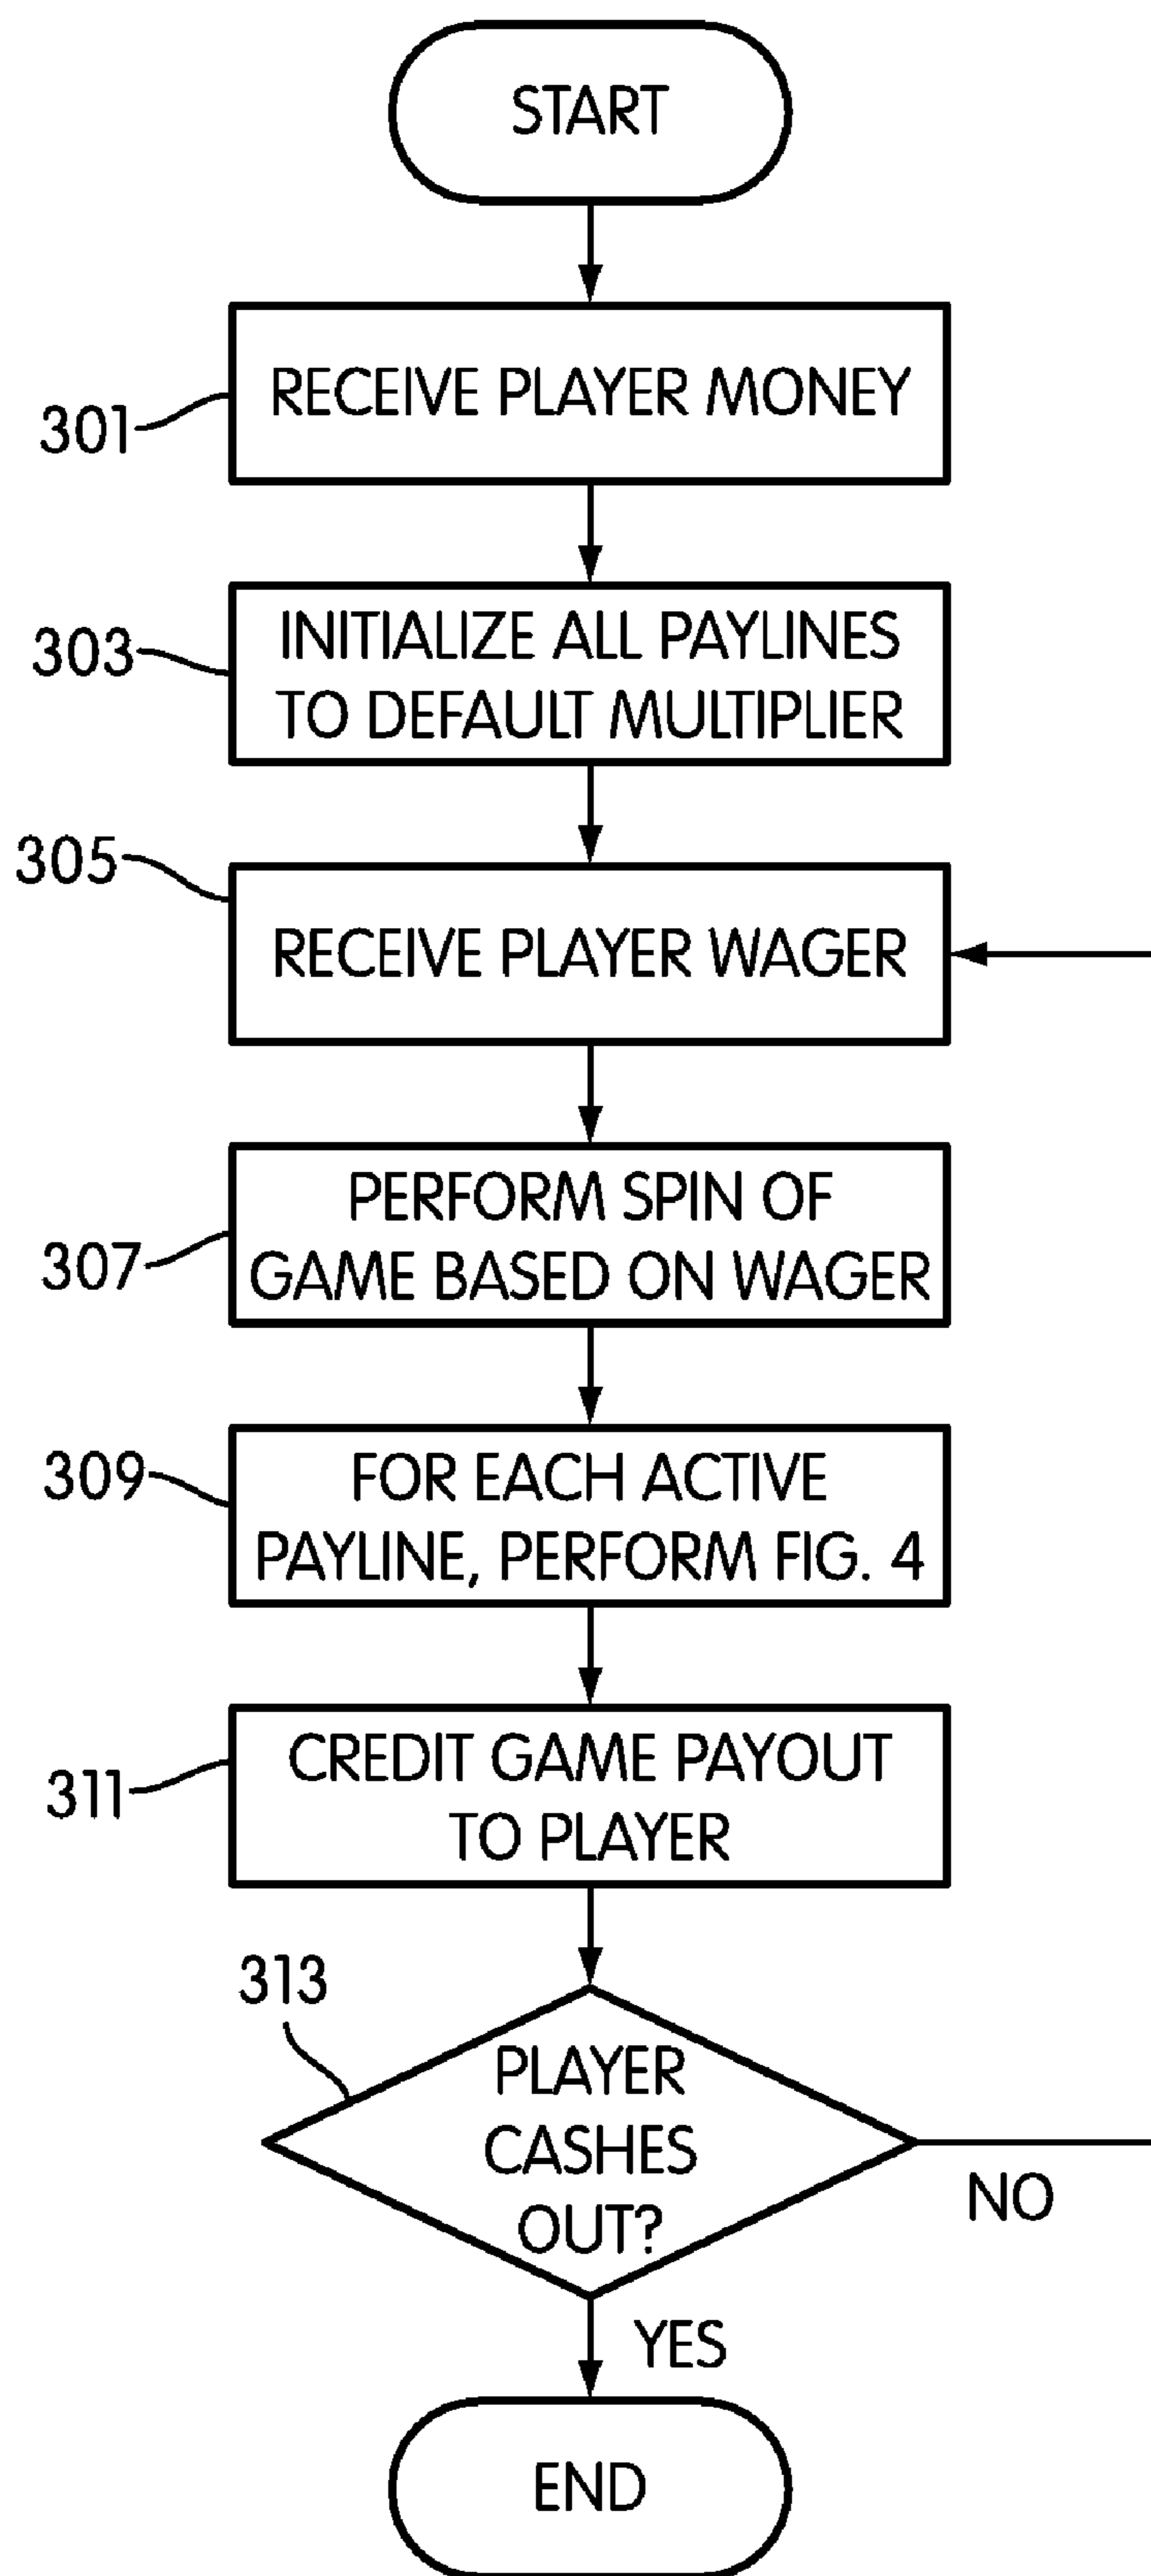 START
301
RECEIVE PLAYER MONEY
303
INITIALIZE ALL PAYLINES
TO DEFAULT MULTIPLIER
305
RECEIVE PLAYER WAGER
307
PERFORM SPIN OF
GAME BASED ON WAGER
309
FOR EACH ACTIVE
PAYLINE, PERFORM FIG. 4
311
CREDIT GAME PAYOUT
TO PLAYER
313
PLAYER
CASHES
OUT?
NO
YES
END